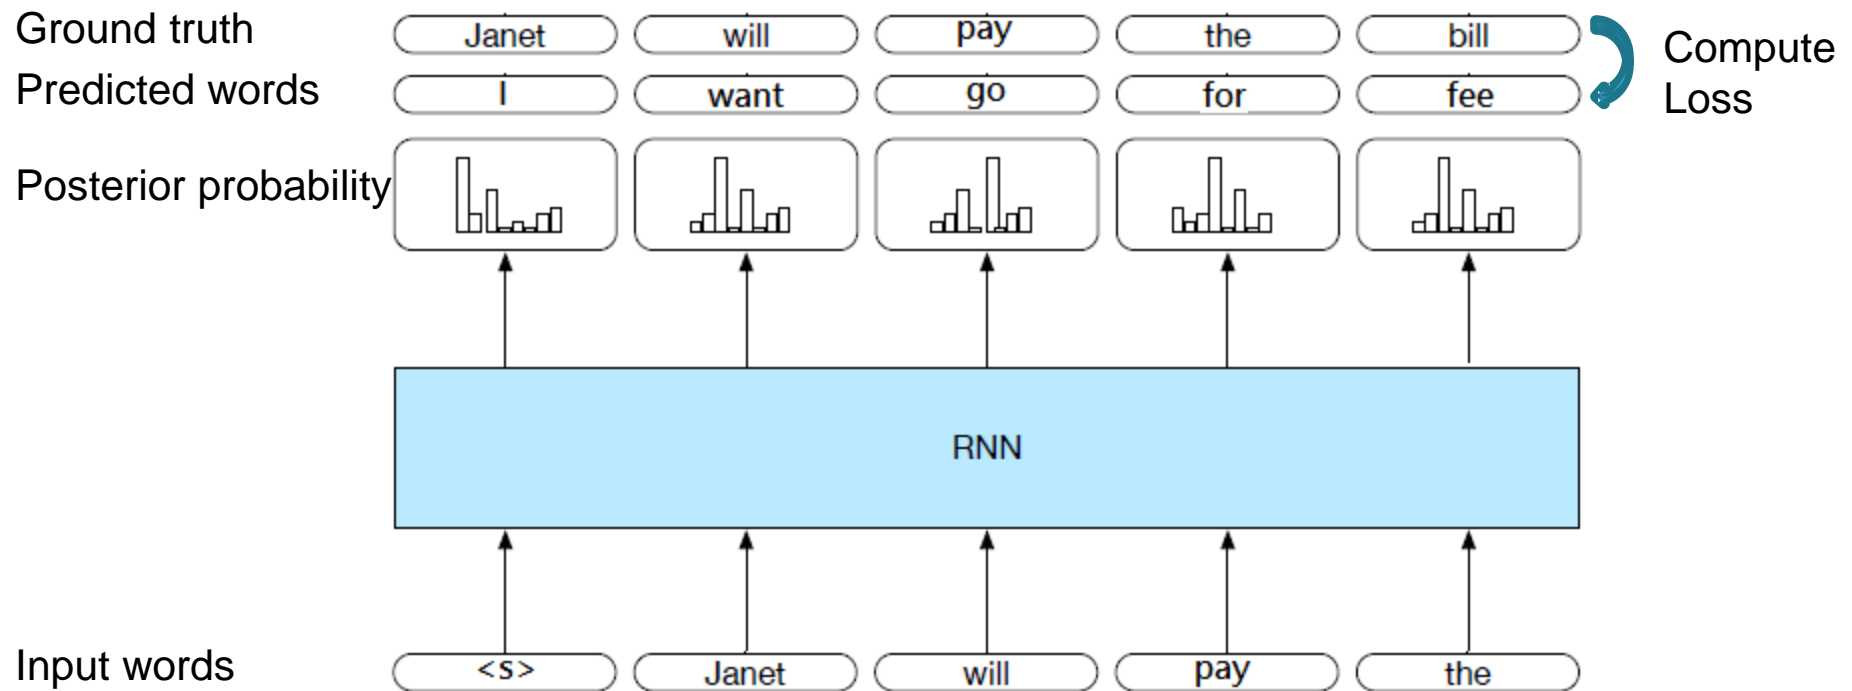 Ground truth Janet will pay the bill
Compute
Loss
Predicted words I want go for fee
Posterior probability
RNN
Input words <s> Janet will pay the